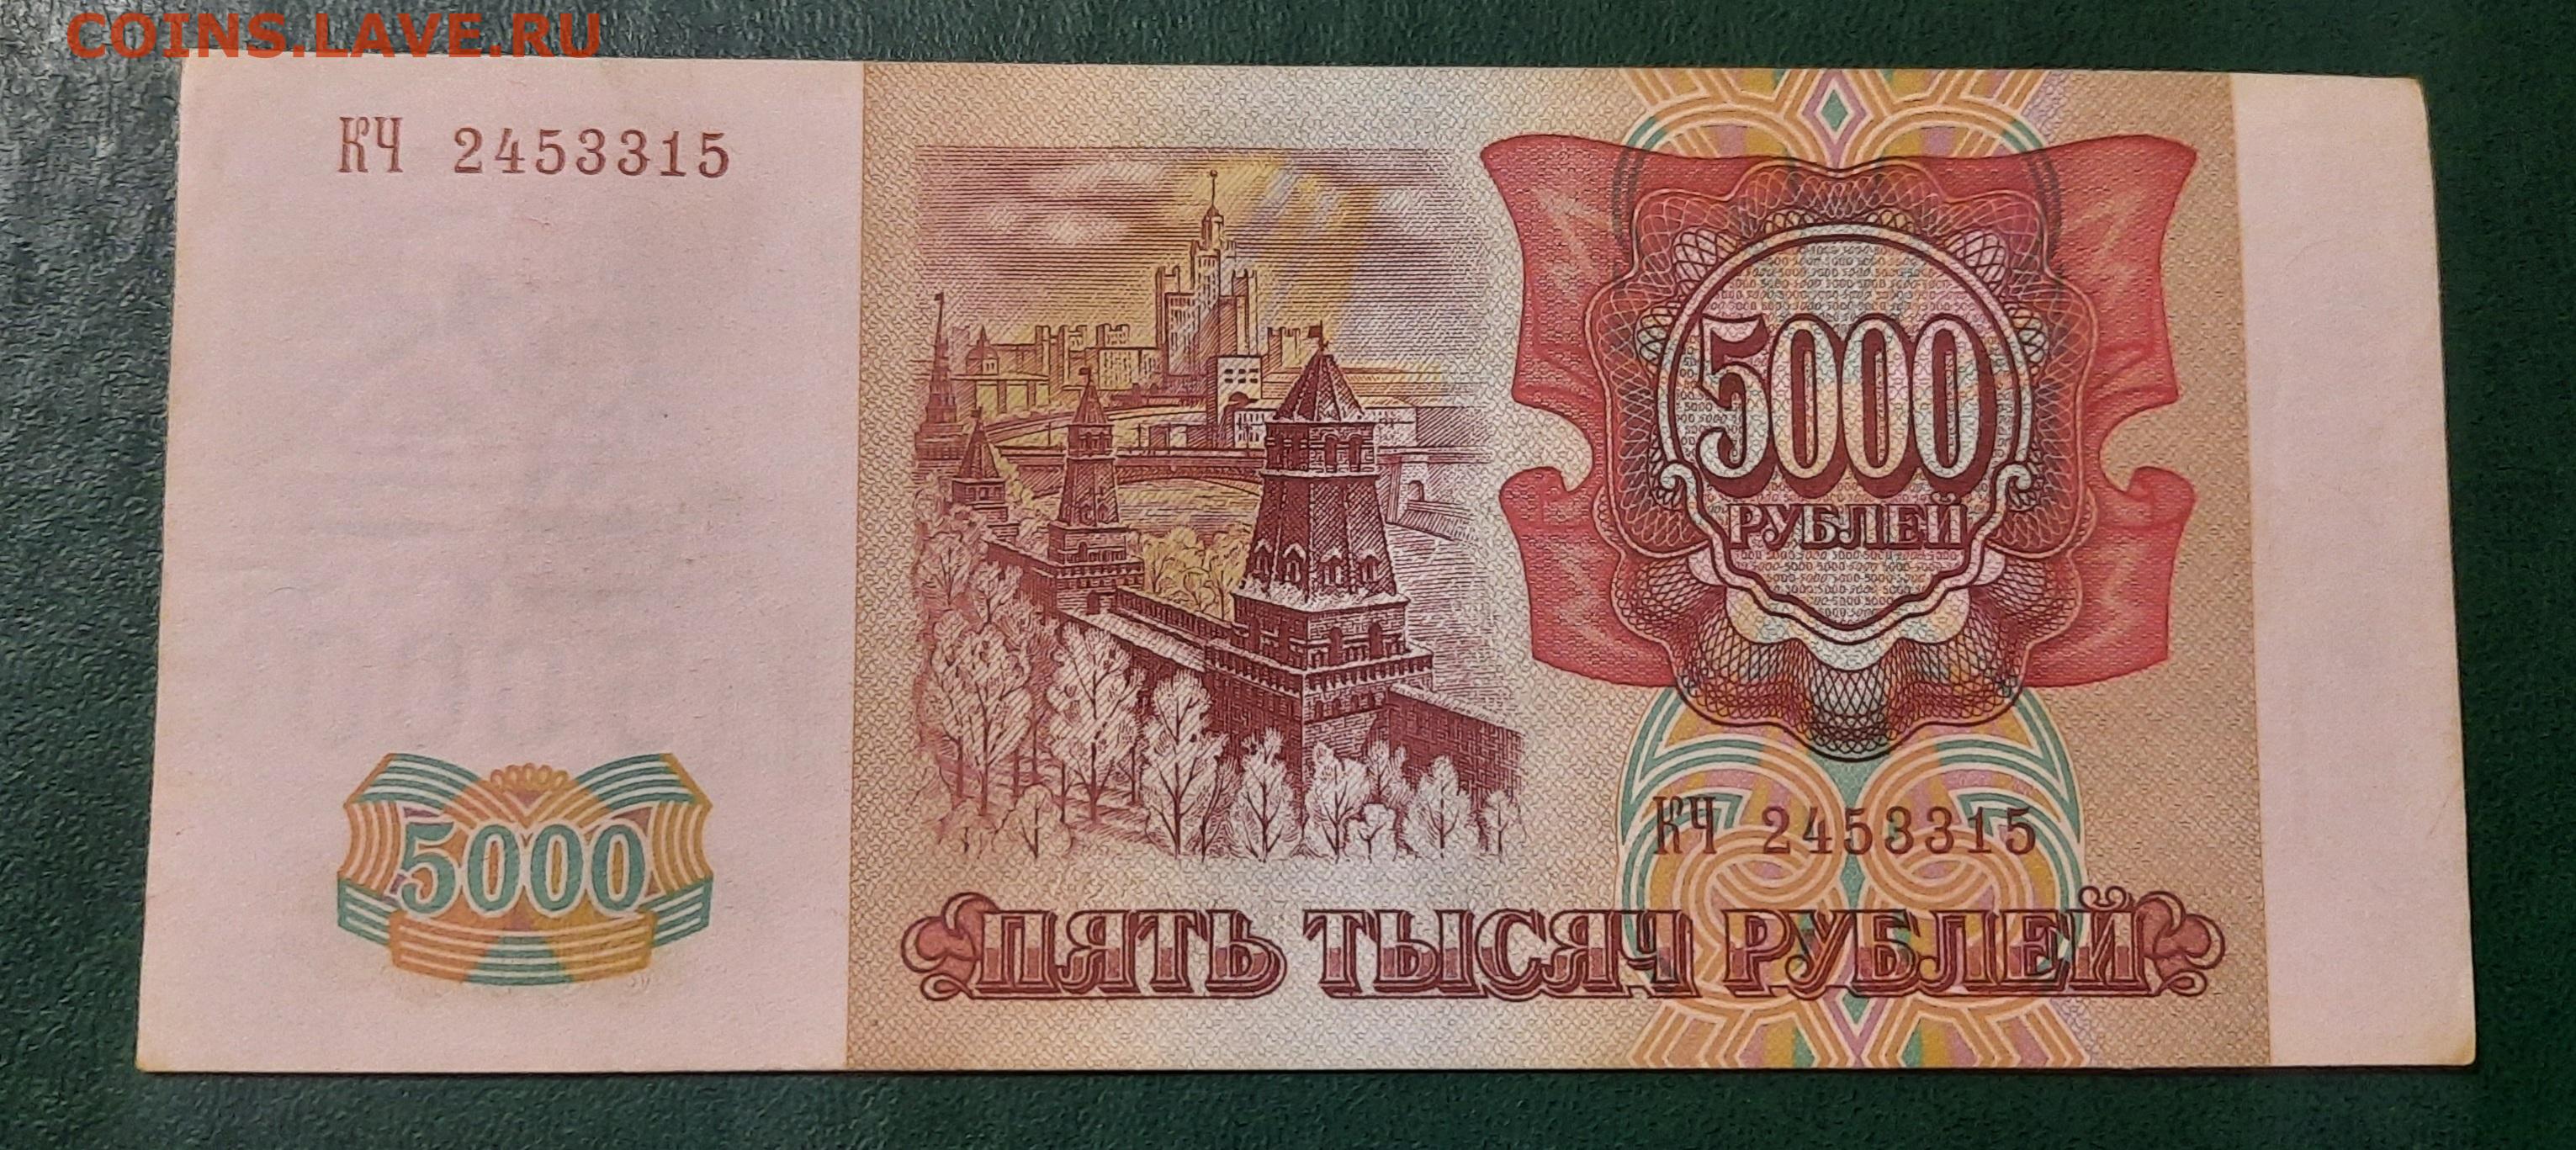 COINS.LAVE.RU
КЧ 2453315
5000
РУБЛЕЙ
КЧ 2453315
5000
ПЯТЬ ТЫСЯЧ РУБЛЕЙ